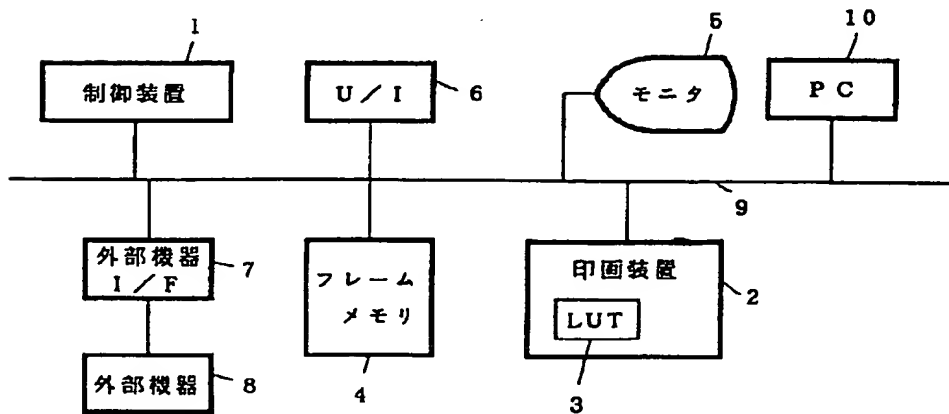 1
制御装置
U/I
6
5
モニタ
10
PC
9
外部機器
I/F
7
フレーム
メモリ
4
印画装置
2
LUT
3
外部機器
8